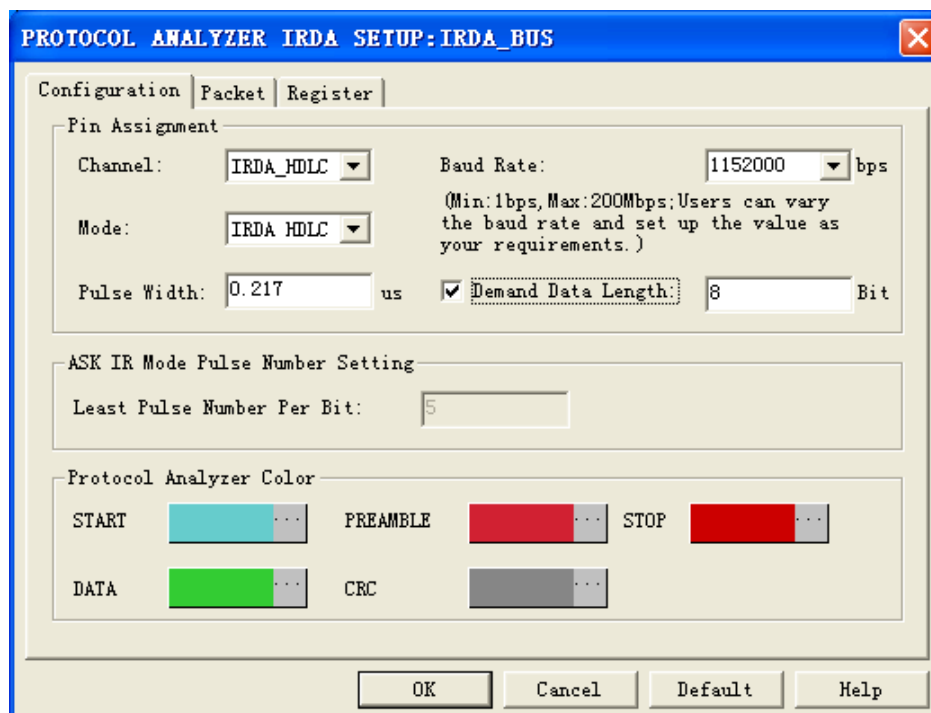 PROTOCOL ANALYZER IRDA SETUP:IRDA_BUS
Configuration Packet Register
Pin Assignment
Channel: IRDA_HDLC Baud Rate: 1152000 bps
(Min:1bps,Max:200Mbps;Users can vary
the baud rate and set up the value as
your requirements.)
Mode: IRDA HDLC
Pulse Width: 0.217 us Demand Data Length: 8 Bit
ASK IR Mode Pulse Number Setting
Least Pulse Number Per Bit: 5
Protocol Analyzer Color
START ... PREAMBLE ... STOP ...
DATA ... CRC ...
OK Cancel Default Help